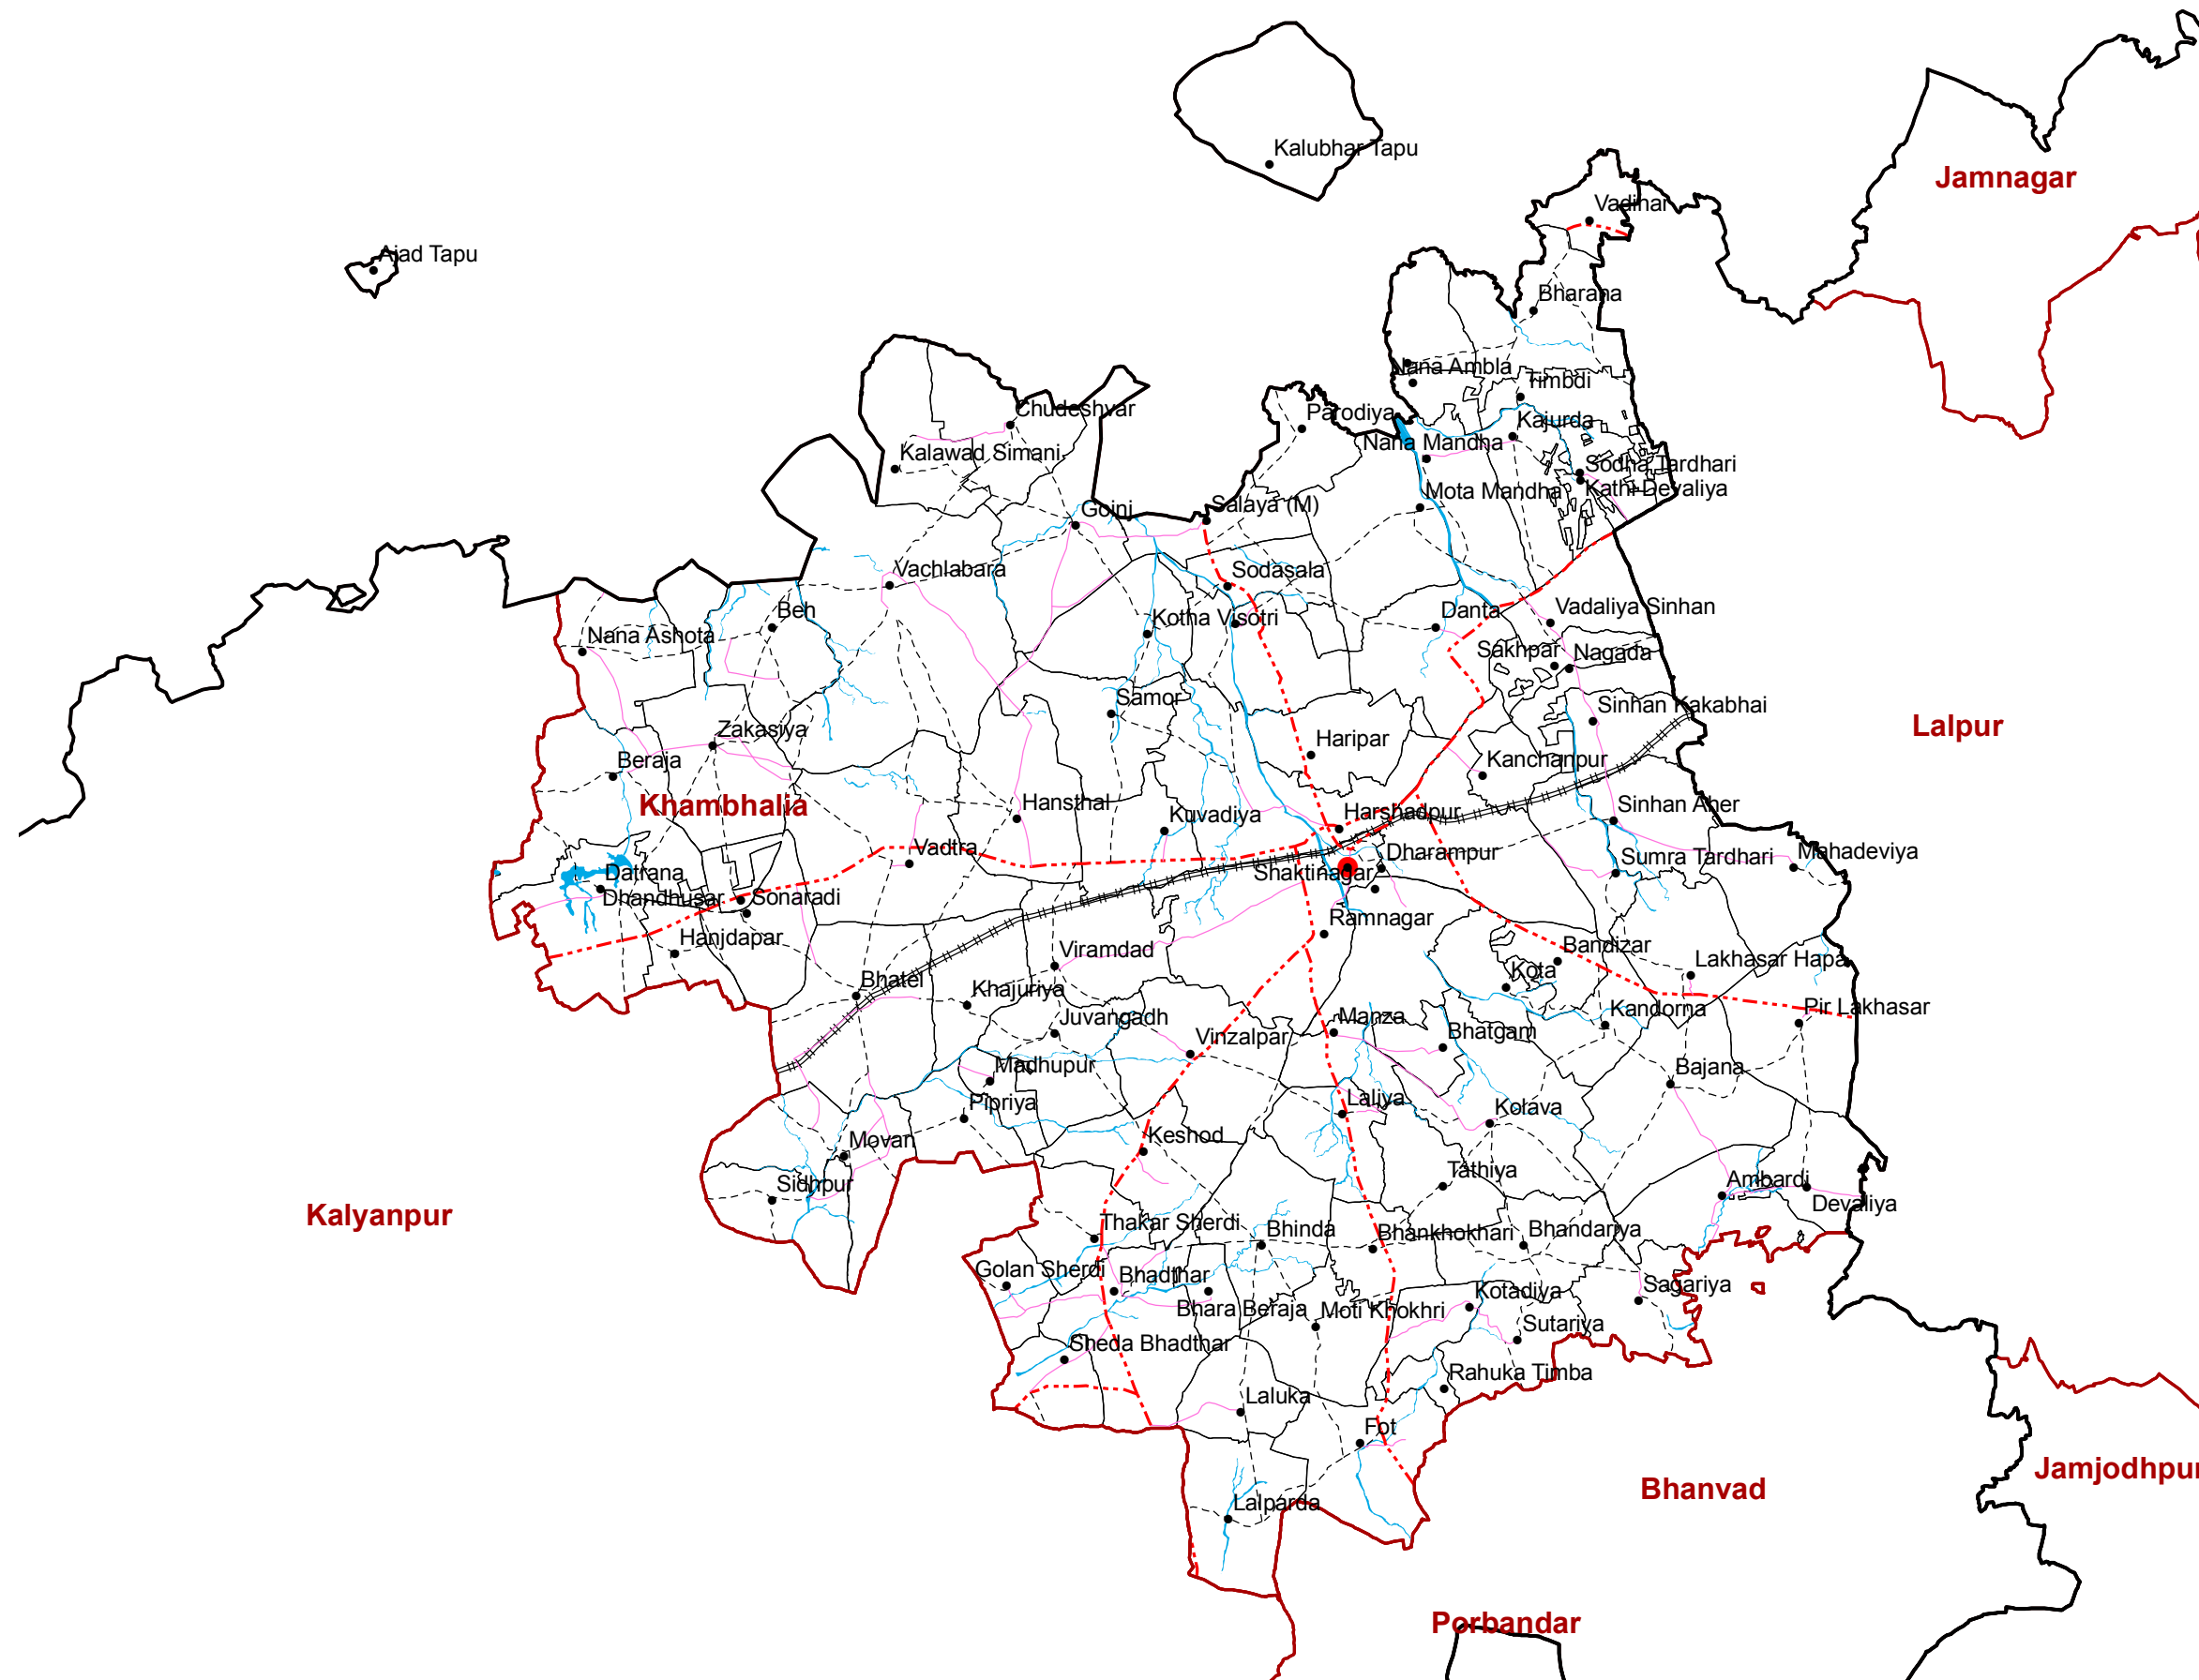 Kalubhar Tapu
Jamnagar
Vadinar
Ajad Tapu
Bharana
Nana Ambla
Timbdi
Chudeshvar
Parodiya
Kajurda
Nana Mandha
Kalawad Simani
Sodha Tardhari
Kathi Devaliya
Mota Mandha
Goinj
Salaya (M)
Vachlabara
Sodasala
Beh
Kotha Visotri
Danta
Vadaliya Sinhan
Nana Ashota
Sakhpar
Nagada
Samor
Sinhan Kakabhai
Lalpur
Zakasiya
Haripar
Beraja
Kanchanpur
Khambhalia
Hansthal
Kuvadiya
Harshadpur
Sinhan Aher
Vadtra
Dharampur
Sumra Tardhari
Mahadeviya
Datrana
Shaktinagar
Dhandhusar
Sonaradi
Ramnagar
Hanjdapar
Viramdad
Bandizar
Lakhasar Hapa
Kota
Bhatel
Khajuriya
Kandorna
Pir Lakhasar
Juvangadh
Manza
Vinzalpar
Bhatgam
Madhupur
Bajana
Pipriya
Laliya
Kolava
Movan
Keshod
Tathiya
Sidhpur
Ambardi
Devaliya
Kalyanpur
Thakar Sherdi
Bhinda
Bhankhokhari
Bhandariya
Golan Sherdi
Bhadthar
Sagariya
Bhara Beraja
Moti Khokhri
Kotadiya
Sutariya
Sheda Bhadthar
Rahuka Timba
Laluka
Fot
Jamjodhpur
Bhanvad
Lalparda
Porbandar